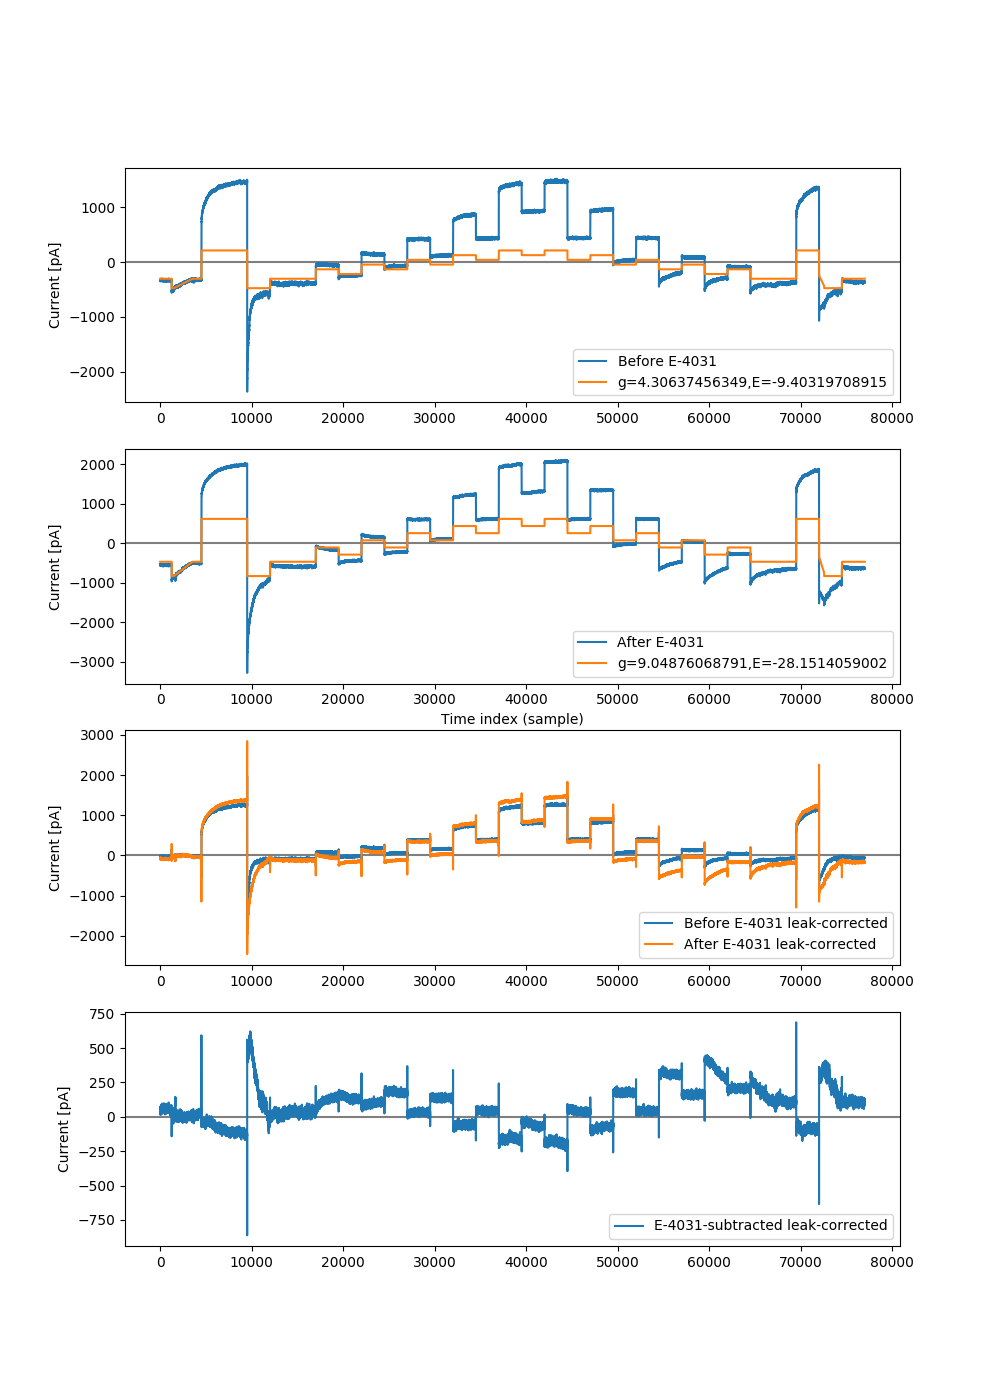 1000
0
−1000
−2000
Current [pA]
Before E-4031
g=4.30637456349,E=-9.40319708915
0 10000 20000 30000 40000 50000 60000 70000 80000
2000
1000
0
−1000
−2000
−3000
Current [pA]
After E-4031
g=9.04876068791,E=-28.1514059002
0 10000 20000 30000 40000 50000 60000 70000 80000
Time index (sample)
3000
2000
1000
0
−1000
−2000
Current [pA]
Before E-4031 leak-corrected
After E-4031 leak-corrected
0 10000 20000 30000 40000 50000 60000 70000 80000
750
500
250
0
−250
−500
−750
Current [pA]
E-4031-subtracted leak-corrected
0 10000 20000 30000 40000 50000 60000 70000 80000